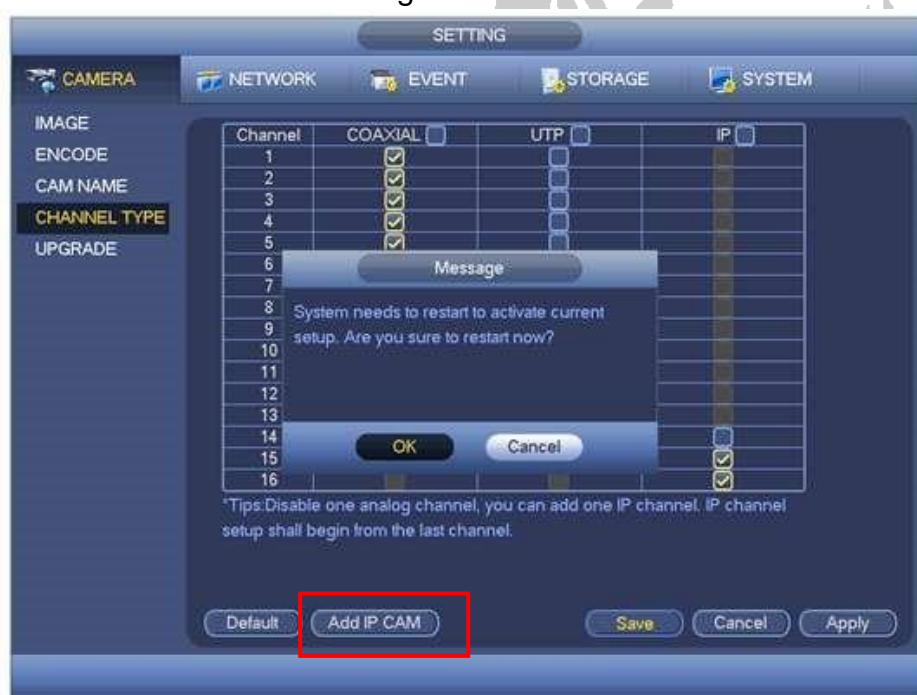 SETTING
CAMERA NETWORK EVENT STORAGE SYSTEM
IMAGE
ENCODE
CAM NAME
CHANNEL TYPE
UPGRADE
Channel COAXIAL UTP IP
1
2
3
4
5
6
7
8
9
10
11
12
13
14
15
16
Message
System needs to restart to activate current
setup. Are you sure to restart now?
OK Cancel
*Tips:Disable one analog channel, you can add one IP channel. IP channel
setup shall begin from the last channel.
Default Add IP CAM Save Cancel Apply